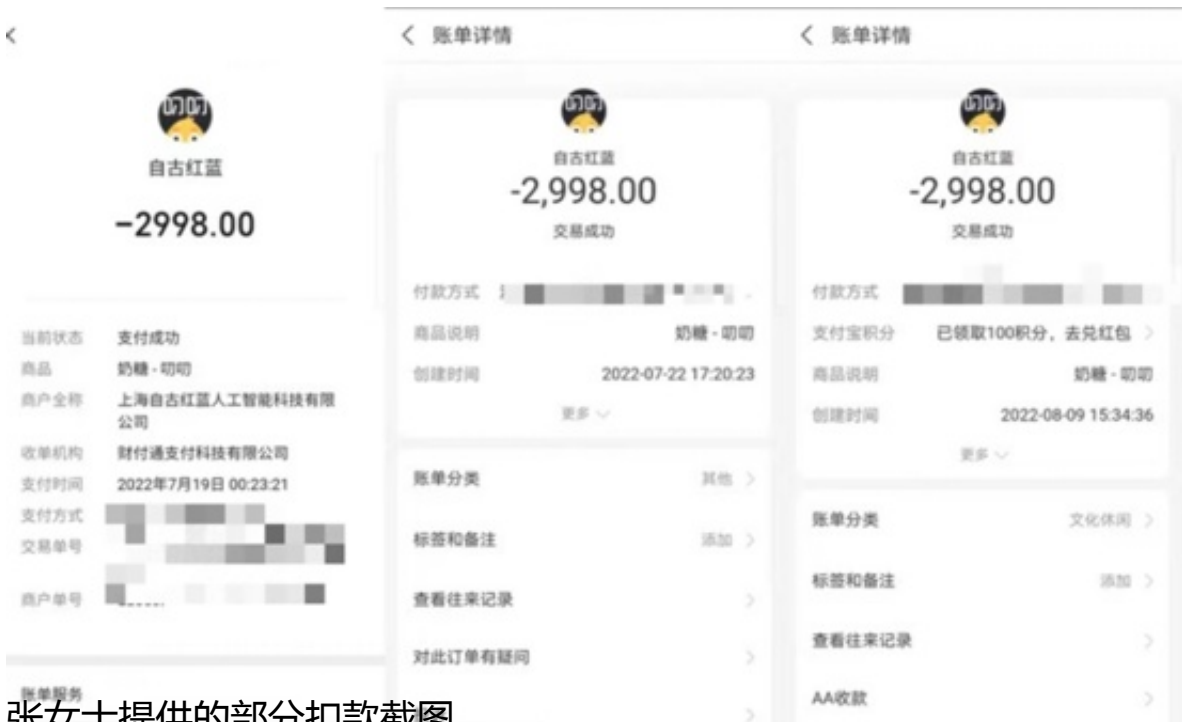 叨叨
自古红蓝
-2998.00
当前状态 支付成功
商品 奶糖 - 叨叨
商户全称 上海自古红蓝人工智能科技有限
公司
收单机构 财付通支付科技有限公司
支付时间 2022年7月19日 00:23:21
支付方式
交易单号
商户单号
账单服务
账单详情
叨叨
自古红蓝
-2,998.00
交易成功
付款方式
商品说明 奶糖 - 叨叨
创建时间 2022-07-22 17:20:23
更多
账单分类 其他
标签和备注 添加
查看往来记录
对此订单有疑问
账单详情
叨叨
自古红蓝
-2,998.00
交易成功
付款方式
支付宝积分 已领取100积分，去兑红包
商品说明 奶糖 - 叨叨
创建时间 2022-08-09 15:34:36
更多
账单分类 文化休闲
标签和备注 添加
查看往来记录
AA收款
张女士提供的部分扣款截图